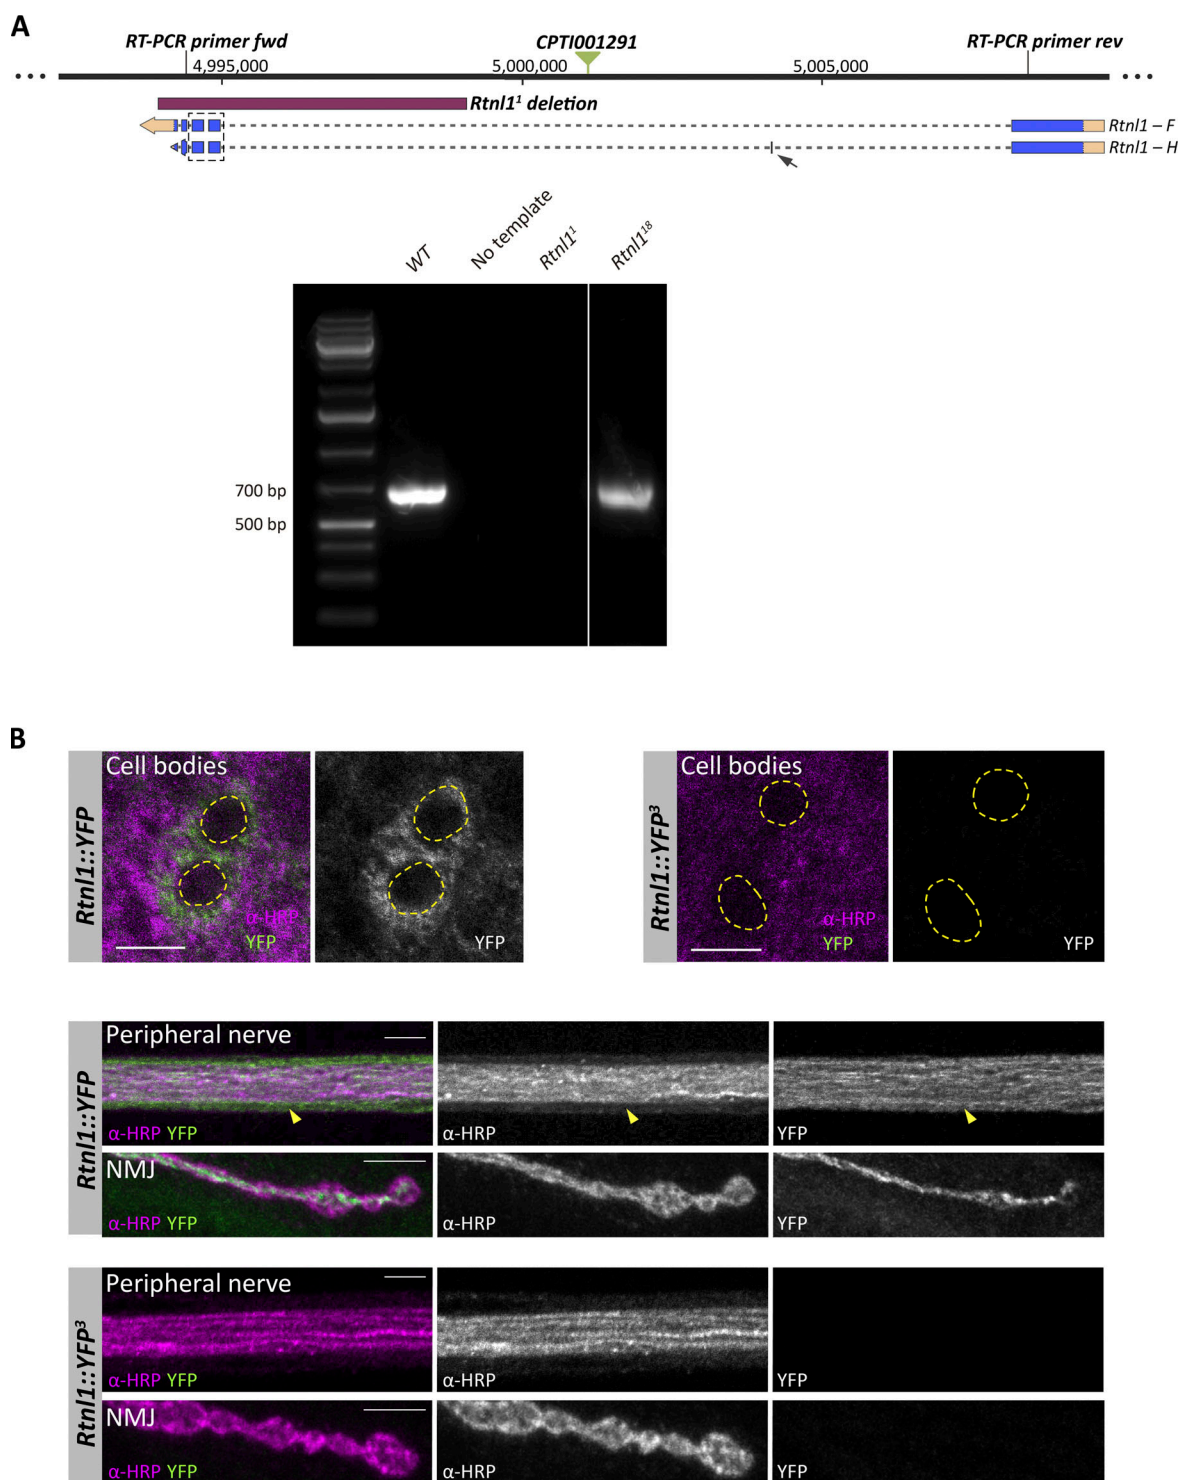 A
RT-PCR primer fwd CPTI001291 RT-PCR primer rev
4,995,000 5,000,000 5,005,000
Rtnl1¹ deletion
Rtnl1 – F
Rtnl1 – H
WT No template Rtnl1¹ Rtnl1¹⁸
700 bp
500 bp
B
Rtnl1::YFP
Cell bodies
α-HRP
YFP
YFP
Rtnl1::YFP³
Cell bodies
α-HRP
YFP
YFP
Rtnl1::YFP
Peripheral nerve
α-HRP YFP α-HRP YFP
NMJ
α-HRP YFP α-HRP YFP
Rtnl1::YFP³
Peripheral nerve
α-HRP YFP α-HRP YFP
NMJ
α-HRP YFP α-HRP YFP